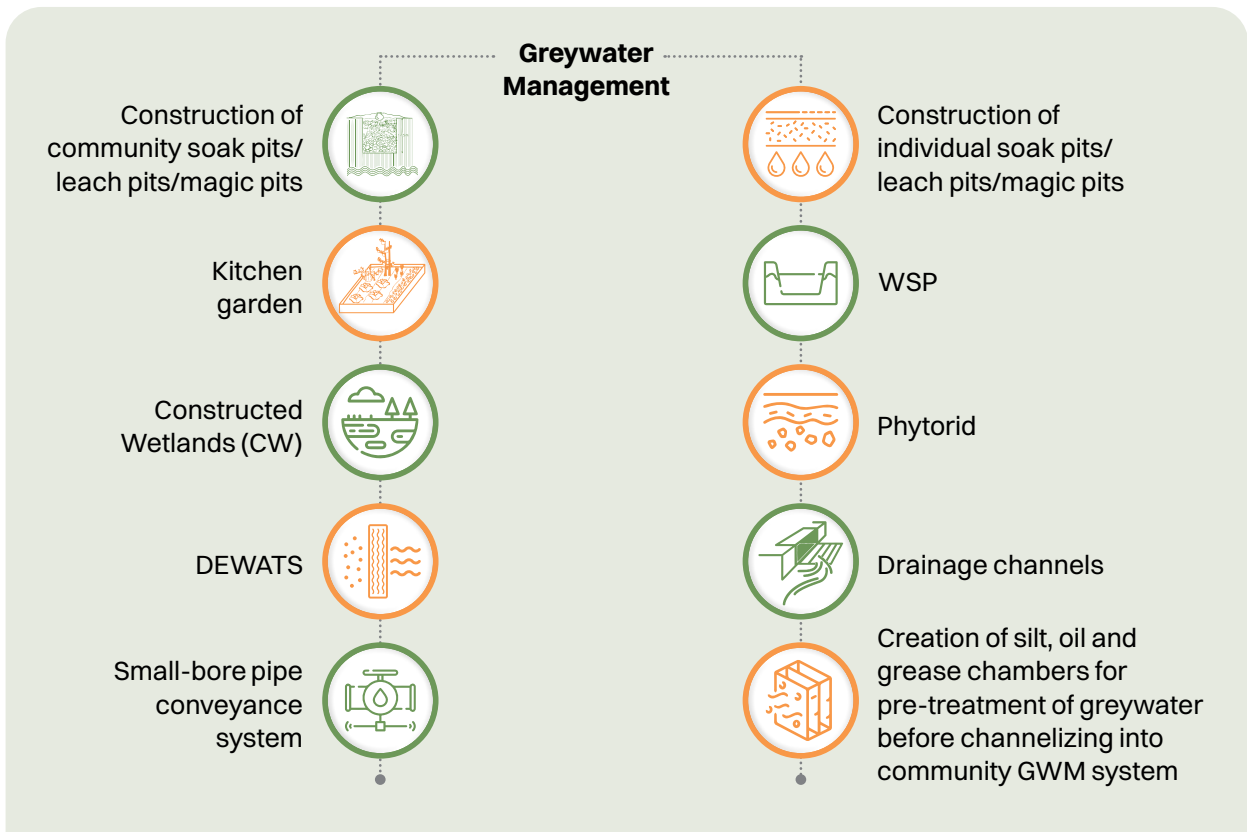 Greywater
Management
Construction of
community soak pits/
leach pits/magic pits
Kitchen
garden
Constructed
Wetlands (CW)
DEWATS
Small-bore pipe
conveyance
system
Construction of
individual soak pits/
leach pits/magic pits
WSP
Phytorid
Drainage channels
Creation of silt, oil and
grease chambers for
pre-treatment of greywater
before channelizing into
community GWM system